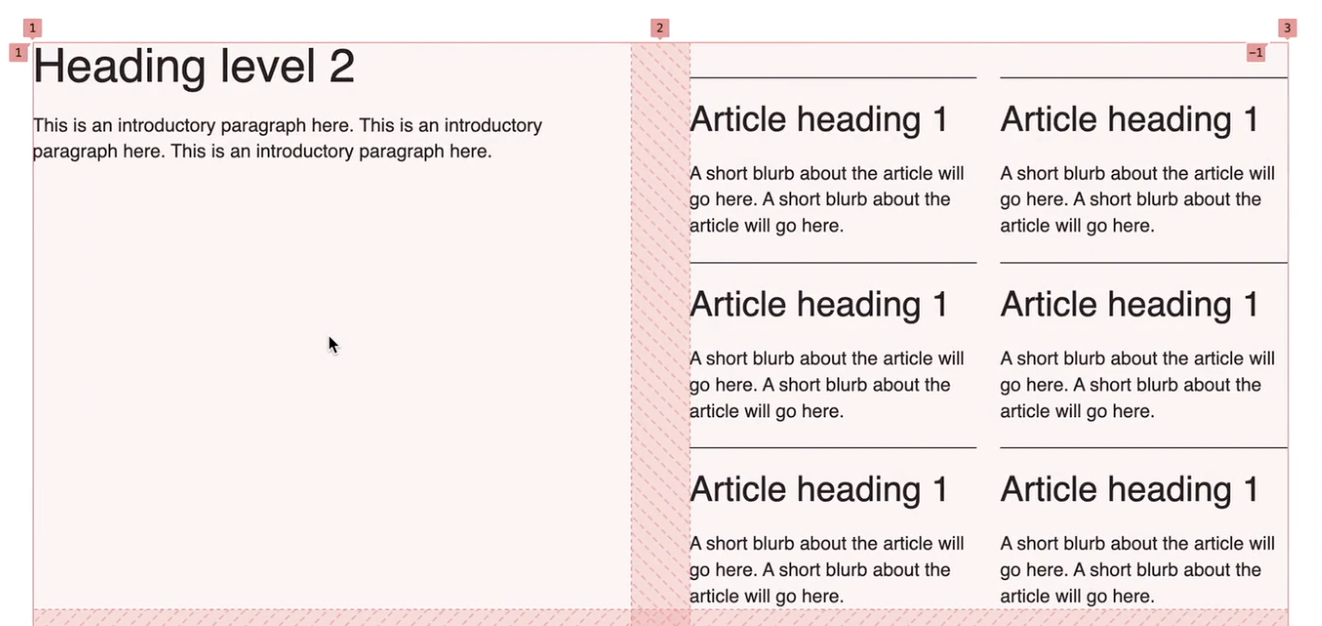 1
2
3
1
−1
Heading level 2
This is an introductory paragraph here. This is an introductory
paragraph here. This is an introductory paragraph here.
Article heading 1
A short blurb about the article will
go here. A short blurb about the
article will go here.
Article heading 1
A short blurb about the article will
go here. A short blurb about the
article will go here.
Article heading 1
A short blurb about the article will
go here. A short blurb about the
article will go here.
Article heading 1
A short blurb about the article will
go here. A short blurb about the
article will go here.
Article heading 1
A short blurb about the article will
go here. A short blurb about the
article will go here.
Article heading 1
A short blurb about the article will
go here. A short blurb about the
article will go here.